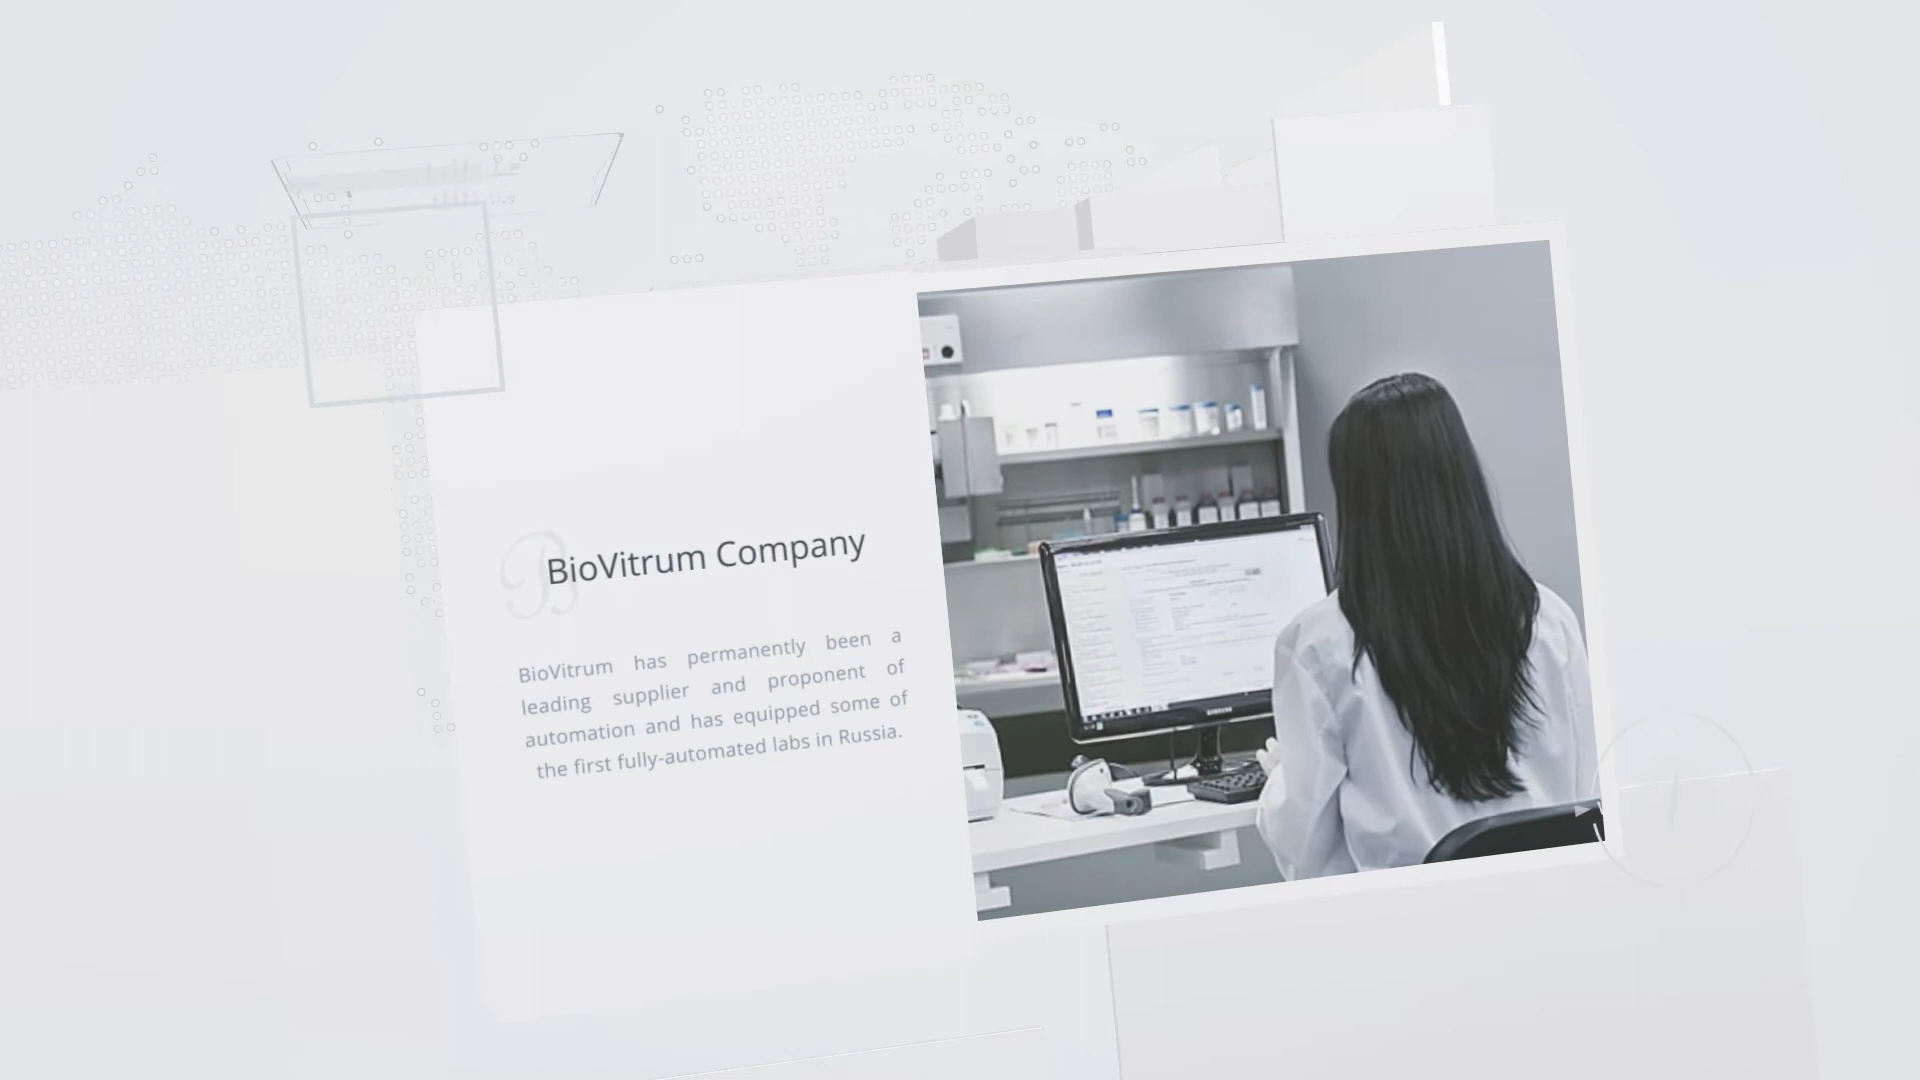 BioVitrum Company
BioVitrum has permanently been a
leading supplier and proponent of
automation and has equipped some of
the first fully-automated labs in Russia.
SAMSUNG